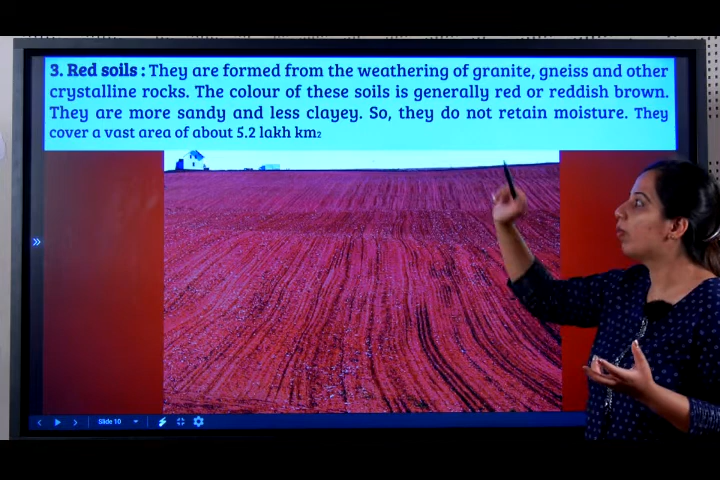 3. Red soils : They are formed from the weathering of granite, gneiss and other
crystalline rocks. The colour of these soils is generally red or reddish brown.
They are more sandy and less clayey. So, they do not retain moisture. They
cover a vast area of about 5.2 lakh km2
Slide 10